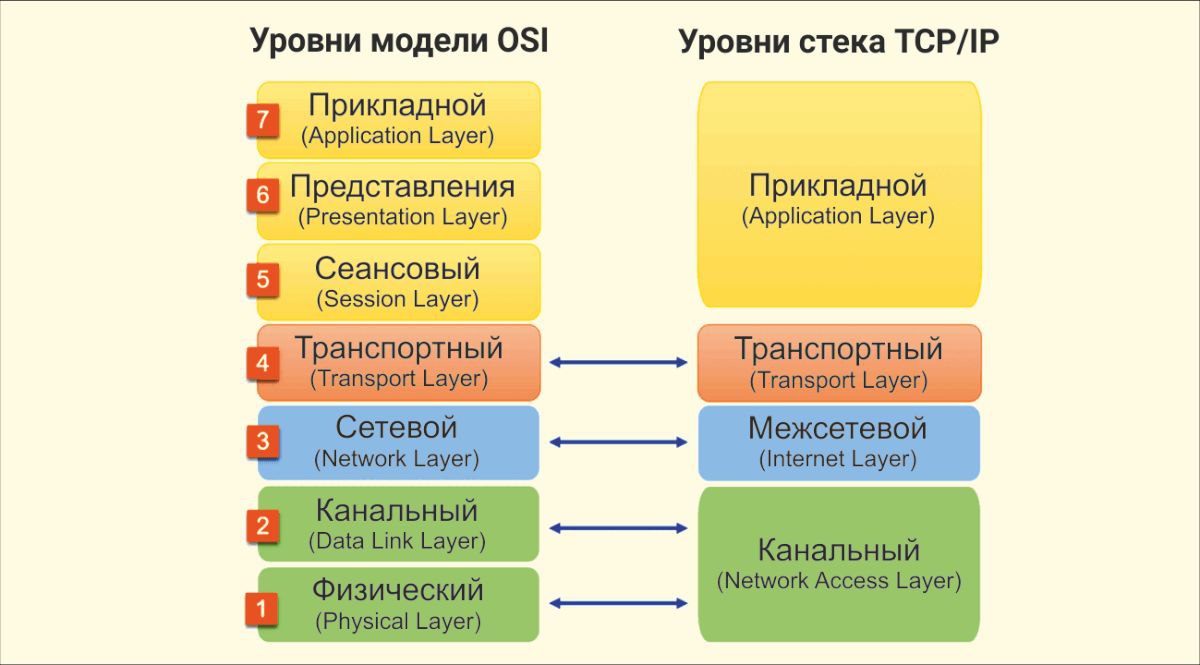 Уровни модели OSI
7
Прикладной
(Application Layer)
6
Представления
(Presentation Layer)
5
Сеансовый
(Session Layer)
4
Транспортный
(Transport Layer)
3
Сетевой
(Network Layer)
2
Канальный
(Data Link Layer)
1
Физический
(Physical Layer)
Уровни стека TCP/IP
Прикладной
(Application Layer)
Транспортный
(Transport Layer)
Межсетевой
(Internet Layer)
Канальный
(Network Access Layer)